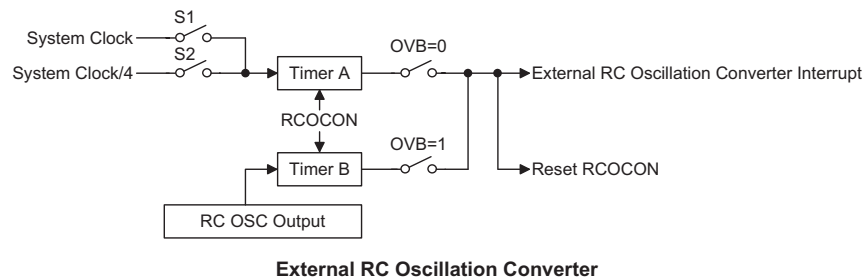 S1
System Clock
OVB=0
S2
System Clock/4
Timer A
External RC Oscillation Converter Interrupt
RCOCON
OVB=1
Timer B
Reset RCOCON
RC OSC Output
External RC Oscillation Converter